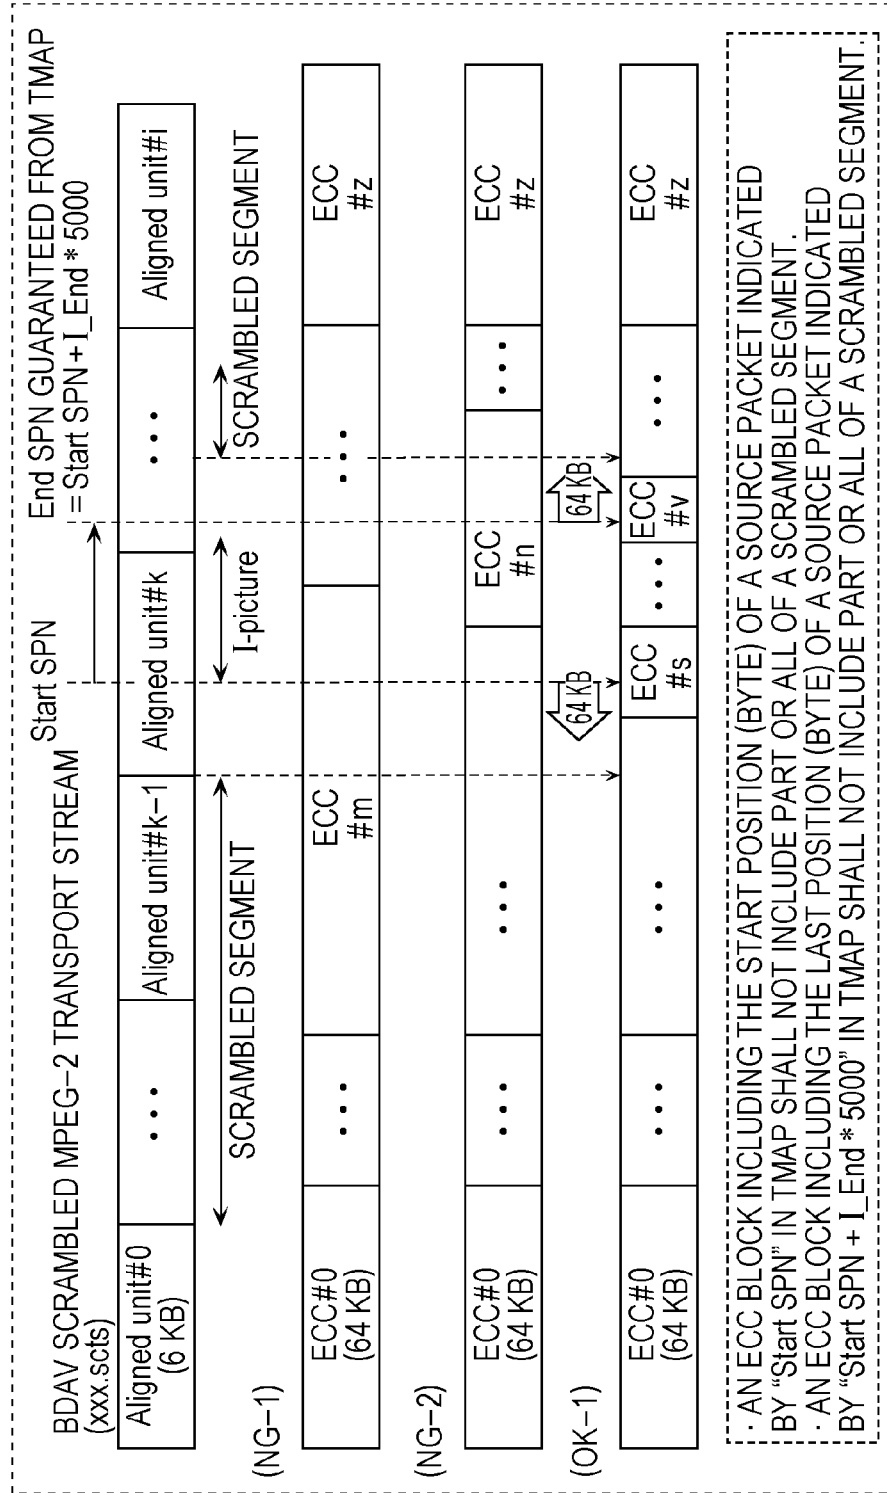 BDAV SCRAMBLED MPEG-2 TRANSPORT STREAM
(xxx.scts)
Start SPN
End SPN GUARANTEED FROM TMAP
= Start SPN + I_End * 5000
Aligned unit#0
(6 KB)
• • •
Aligned unit#k-1
Aligned unit#k
• • •
Aligned unit#i
SCRAMBLED SEGMENT
I-picture
SCRAMBLED SEGMENT
(NG-1)
ECC#0
(64 KB)
• • •
ECC
#m
• • •
ECC
#z
(NG-2)
ECC#0
(64 KB)
• • •
• • •
ECC
#n
• • •
ECC
#z
(OK-1)
64 KB
64 KB
ECC#0
(64 KB)
• • •
• • •
ECC
#s
• • •
ECC
#v
• • •
ECC
#z
· AN ECC BLOCK INCLUDING THE START POSITION (BYTE) OF A SOURCE PACKET INDICATED
BY “Start SPN” IN TMAP SHALL NOT INCLUDE PART OR ALL OF A SCRAMBLED SEGMENT.
· AN ECC BLOCK INCLUDING THE LAST POSITION (BYTE) OF A SOURCE PACKET INDICATED
BY “Start SPN + I_End * 5000” IN TMAP SHALL NOT INCLUDE PART OR ALL OF A SCRAMBLED SEGMENT.